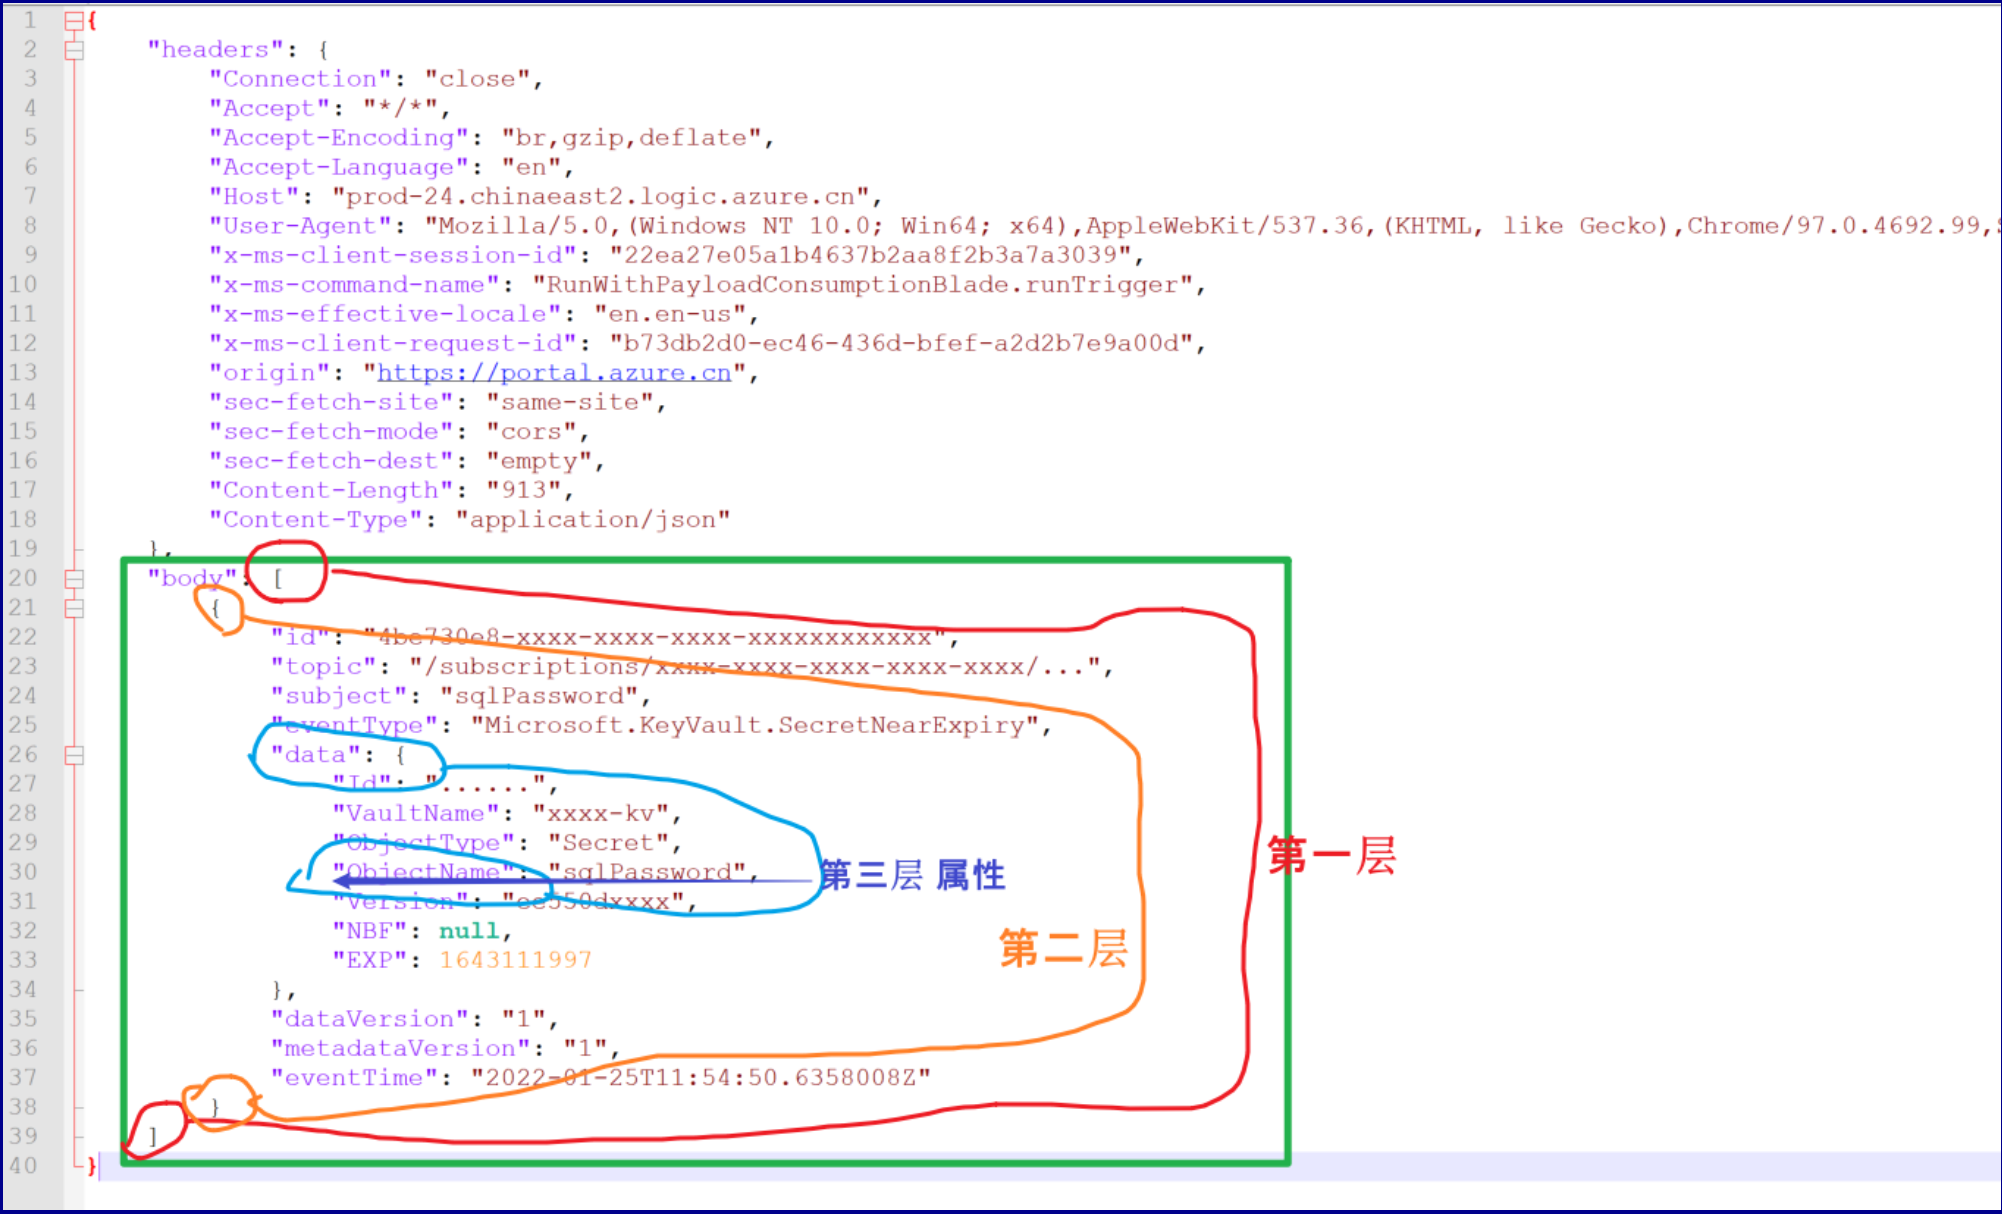 1 {
2 "headers": {
3 "Connection": "close",
4 "Accept": "*/*",
5 "Accept-Encoding": "br,gzip,deflate",
6 "Accept-Language": "en",
7 "Host": "prod-24.chinaeast2.logic.azure.cn",
8 "User-Agent": "Mozilla/5.0,(Windows NT 10.0; Win64; x64),AppleWebKit/537.36,(KHTML, like Gecko),Chrome/97.0.4692.99,
9 "x-ms-client-session-id": "22ea27e05a1b4637b2aa8f2b3a7a3039",
10 "x-ms-command-name": "RunWithPayloadConsumptionBlade.runTrigger",
11 "x-ms-effective-locale": "en.en-us",
12 "x-ms-client-request-id": "b73db2d0-ec46-436d-bfef-a2d2b7e9a00d",
13 "origin": "https://portal.azure.cn",
14 "sec-fetch-site": "same-site",
15 "sec-fetch-mode": "cors",
16 "sec-fetch-dest": "empty",
17 "Content-Length": "913",
18 "Content-Type": "application/json"
19 },
20 "body": [
21 {
22 "id": "4be730e8-xxxx-xxxx-xxxx-xxxxxxxxxxxx",
23 "topic": "/subscriptions/xxxx-xxxx-xxxx-xxxx-xxxx/...",
24 "subject": "sqlPassword",
25 "eventType": "Microsoft.KeyVault.SecretNearExpiry",
26 "data": {
27 "Id": "......",
28 "VaultName": "xxxx-kv",
29 "ObjectType": "Secret",
第一层
30 "ObjectName": "sqlPassword",
第三层 属性
31 "Version": "ee550dxxxx",
32 "NBF": null,
第二层
33 "EXP": 1643111997
34 },
35 "dataVersion": "1",
36 "metadataVersion": "1",
37 "eventTime": "2022-01-25T11:54:50.6358008Z"
38 }
39 ]
40 }